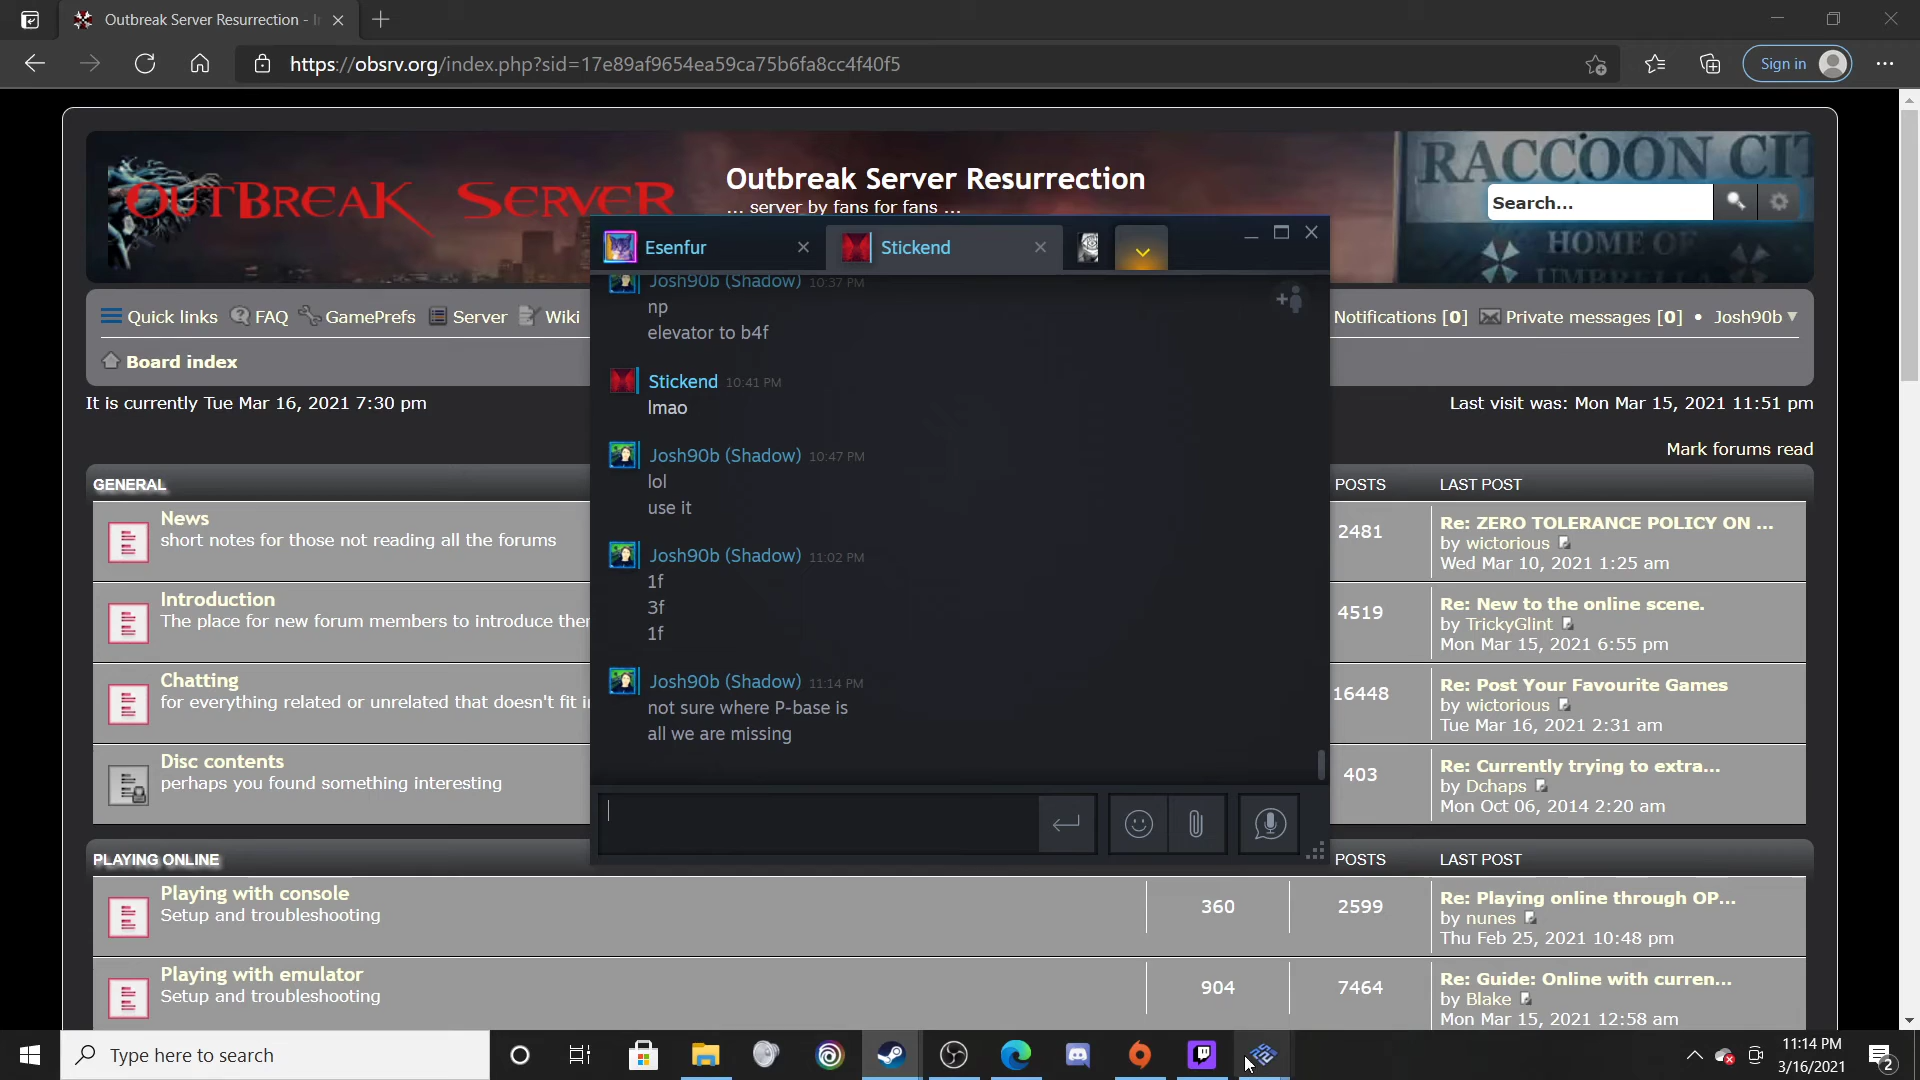 Outbreak Server Resurrection - I
https://obsrv.org/index.php?sid=17e89af9654ea59ca75b6fa8cc4f40f5
Sign in
OUTBREAK SERVER
Outbreak Server Resurrection
... server by fans for fans ...
RACCOON CIT
Search...
HOME OF
UMBRELLA
Quick links
FAQ
GamePrefs
Server
Wiki
Notifications [0]
Private messages [0]
• Josh90b
Board index
It is currently Tue Mar 16, 2021 7:30 pm
Last visit was: Mon Mar 15, 2021 11:51 pm
Mark forums read
Esenfur
Stickend
Josh90b (Shadow) 10:37 PM
np
elevator to b4f
Stickend 10:41 PM
lmao
Josh90b (Shadow) 10:47 PM
lol
use it
Josh90b (Shadow) 11:02 PM
1f
3f
1f
Josh90b (Shadow) 11:14 PM
not sure where P-base is
all we are missing
GENERAL
POSTS
LAST POST
News
short notes for those not reading all the forums
2481
Re: ZERO TOLERANCE POLICY ON ...
by wictorious
Wed Mar 10, 2021 1:25 am
Introduction
The place for new forum members to introduce ther
4519
Re: New to the online scene.
by TrickyGlint
Mon Mar 15, 2021 6:55 pm
Chatting
for everything related or unrelated that doesn't fit i
16448
Re: Post Your Favourite Games
by wictorious
Tue Mar 16, 2021 2:31 am
Disc contents
perhaps you found something interesting
403
Re: Currently trying to extra...
by Dchaps
Mon Oct 06, 2014 2:20 am
PLAYING ONLINE
POSTS
LAST POST
Playing with console
Setup and troubleshooting
360
2599
Re: Playing online through OP...
by nunes
Thu Feb 25, 2021 10:48 pm
Playing with emulator
Setup and troubleshooting
904
7464
Re: Guide: Online with curren...
by Blake
Mon Mar 15, 2021 12:58 am
Type here to search
11:14 PM
3/16/2021
2